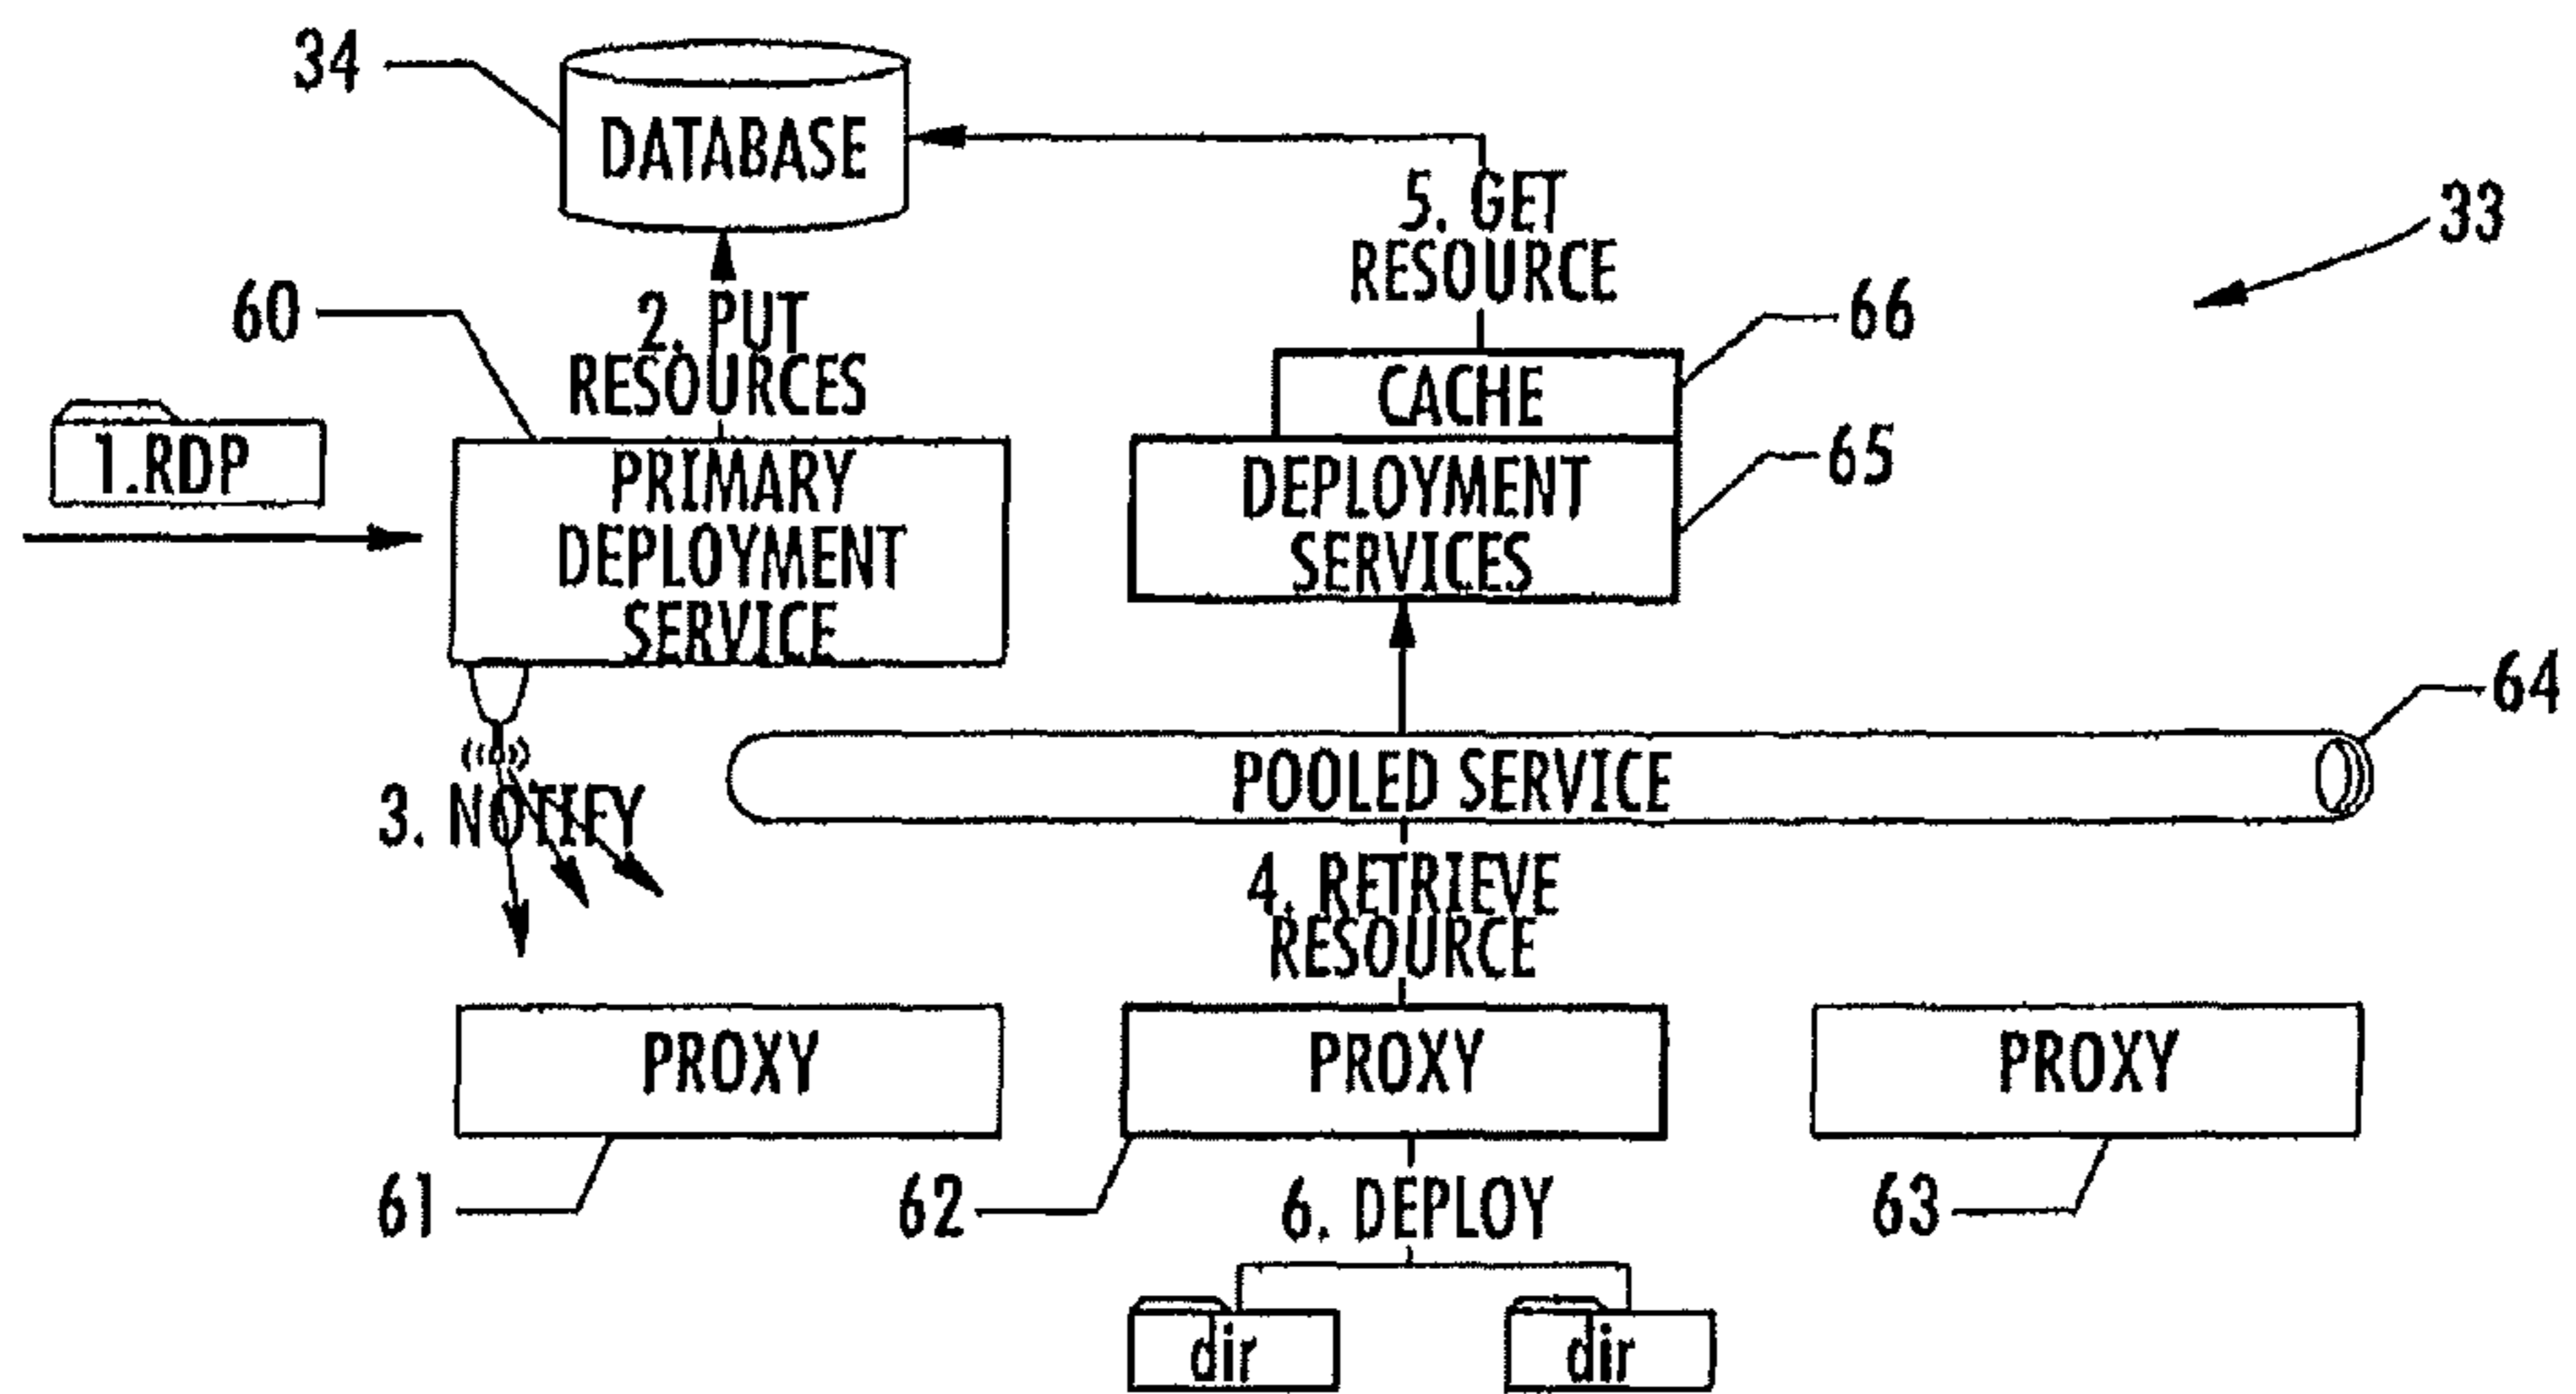 34
DATABASE
5. GET
RESOURCE
33
60
2. PUT
RESOURCES
66
CACHE
1.RDP
PRIMARY
DEPLOYMENT
SERVICE
DEPLOYMENT
SERVICES
65
64
POOLED SERVICE
3. NOTIFY
4. RETRIEVE
RESOURCE
PROXY
PROXY
PROXY
61
62
6. DEPLOY
63
dir
dir